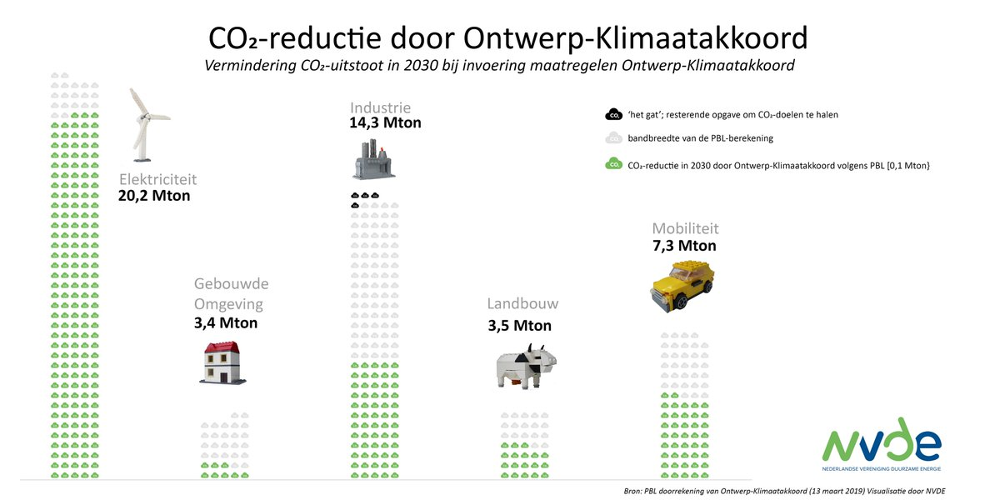 CO₂-reductie door Ontwerp-Klimaatakkoord
Vermindering CO₂-uitstoot in 2030 bij invoering maatregelen Ontwerp-Klimaatakkoord
Elektriciteit
20,2 Mton
Gebouwde
Omgeving
3,4 Mton
Industrie
14,3 Mton
Landbouw
3,5 Mton
Mobiliteit
7,3 Mton
CO₂ 'het gat'; resterende opgave om CO₂-doelen te halen
CO₂ bandbreedte van de PBL-berekening
CO₂ CO₂-reductie in 2030 door Ontwerp-Klimaatakkoord volgens PBL [0,1 Mton}
nvde
NEDERLANDSE VERENIGING DUURZAME ENERGIE
Bron: PBL doorrekening van Ontwerp-Klimaatakkoord (13 maart 2019) Visualisatie door NVDE